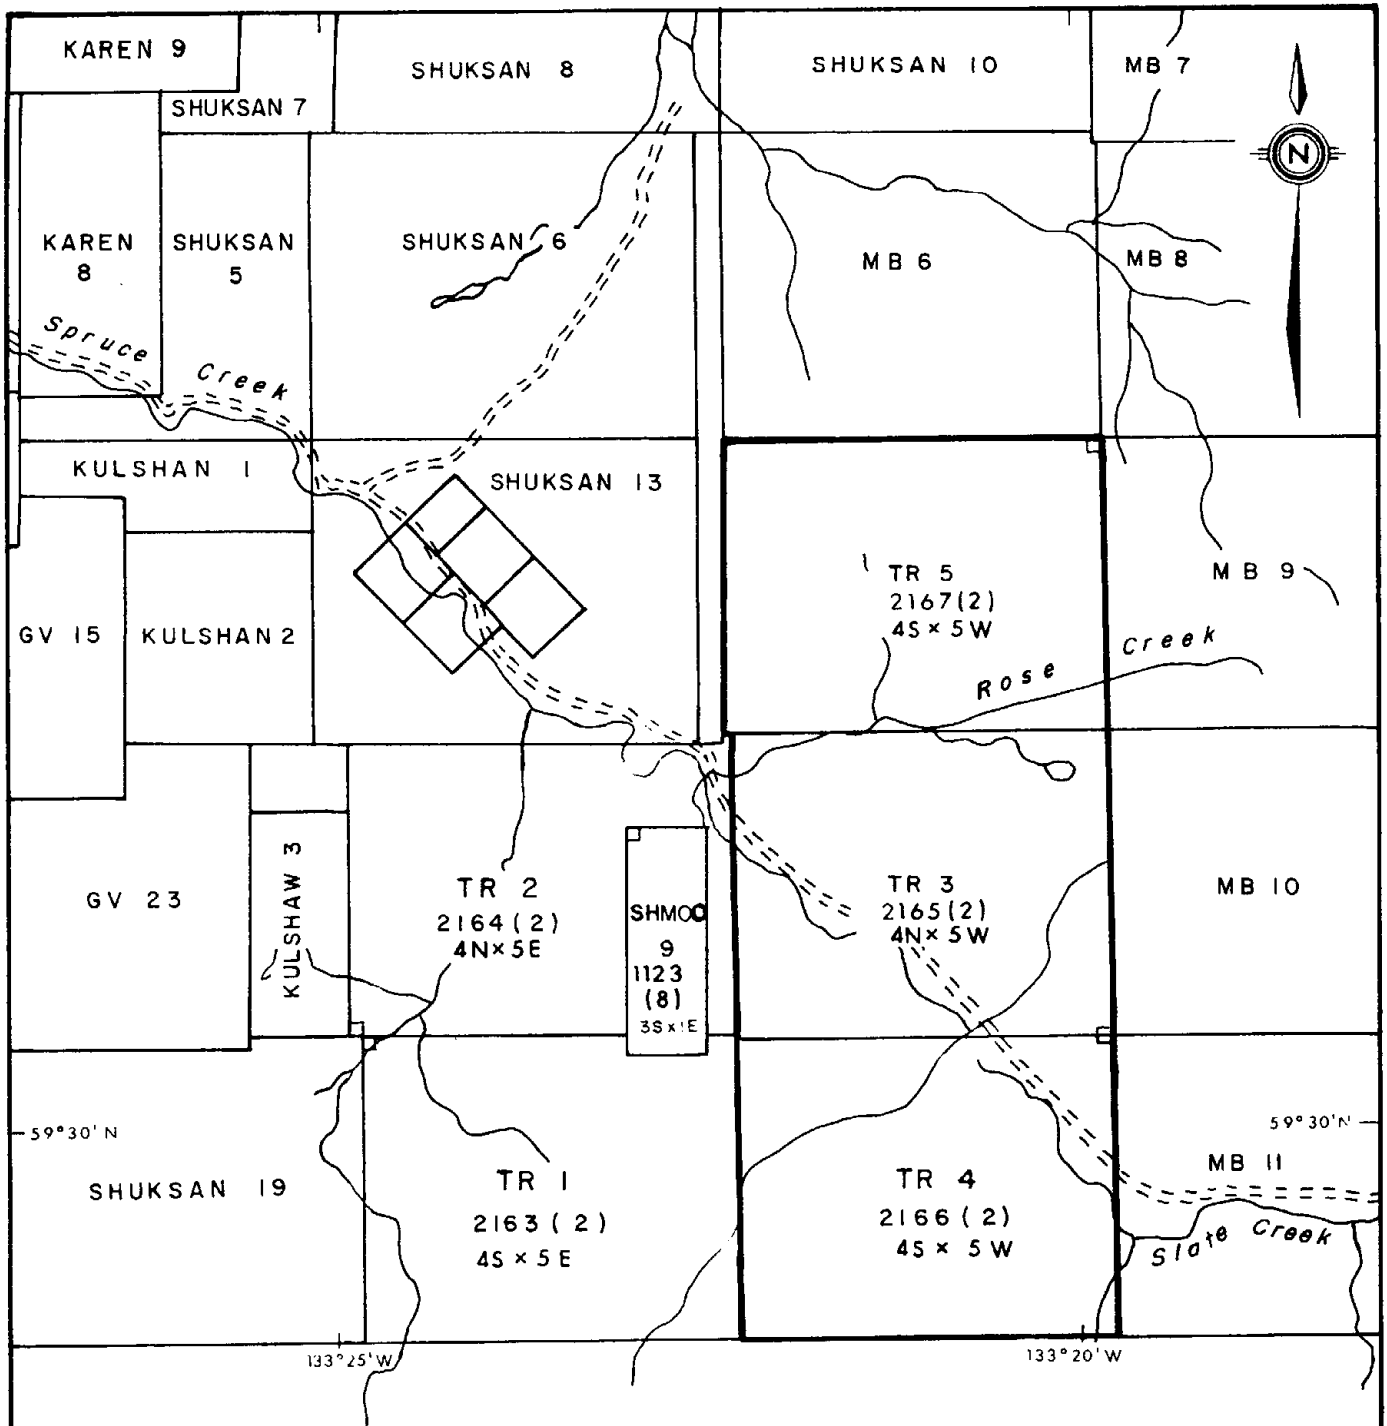 KAREN 9
SHUKSAN 7
SHUKSAN 8
SHUKSAN 10
MB 7
N
KAREN
8
SHUKSAN
5
SHUKSAN 6
MB 6
MB 8
Spruce Creek
KULSHAN 1
SHUKSAN 13
GV 15
KULSHAN 2
TR 5
2167(2)
4S × 5W
MB 9
Rose Creek
GV 23
KULSHAW 3
TR 2
2164(2)
4N×5E
SHMOO
9
1123
(8)
3S×1E
TR 3
2165(2)
4N×5W
MB 10
59°30'N
59°30'N
SHUKSAN 19
TR 1
2163(2)
4S × 5E
TR 4
2166(2)
4S × 5W
MB 11
Slate Creek
133°25'W
133°20'W